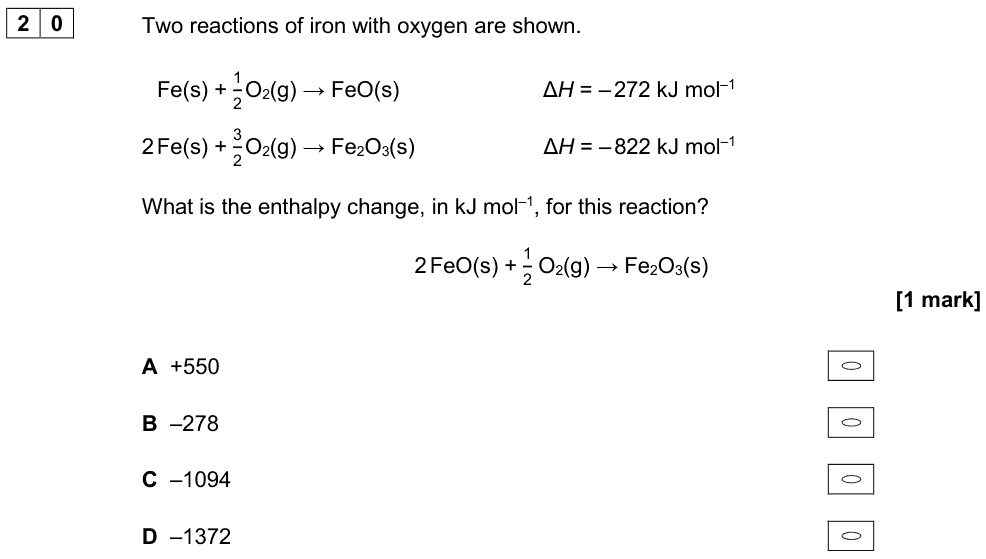 2 0 Two reactions of iron with oxygen are shown.
Fe(s) + 1/2 O₂(g) → FeO(s) ΔH = –272 kJ mol⁻¹
2 Fe(s) + 3/2 O₂(g) → Fe₂O₃(s) ΔH = –822 kJ mol⁻¹
What is the enthalpy change, in kJ mol⁻¹, for this reaction?
2 FeO(s) + 1/2 O₂(g) → Fe₂O₃(s)
[1 mark]
A +550
B –278
C –1094
D –1372